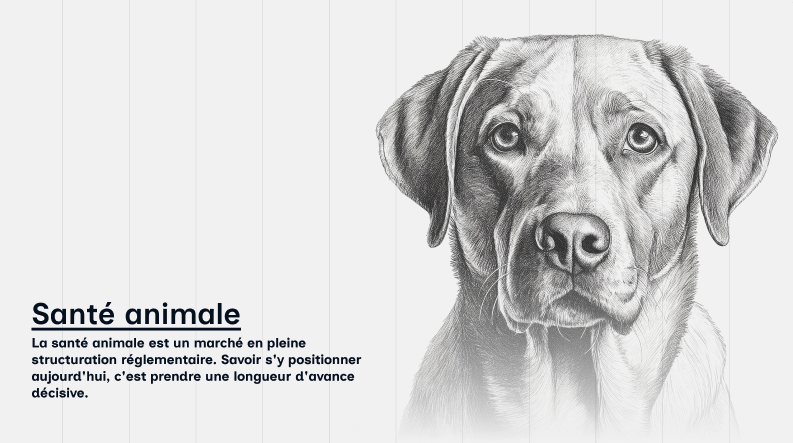 Santé animale
La santé animale est un marché en pleine
structuration réglementaire. Savoir s'y positionner
aujourd'hui, c'est prendre une longueur d'avance
décisive.